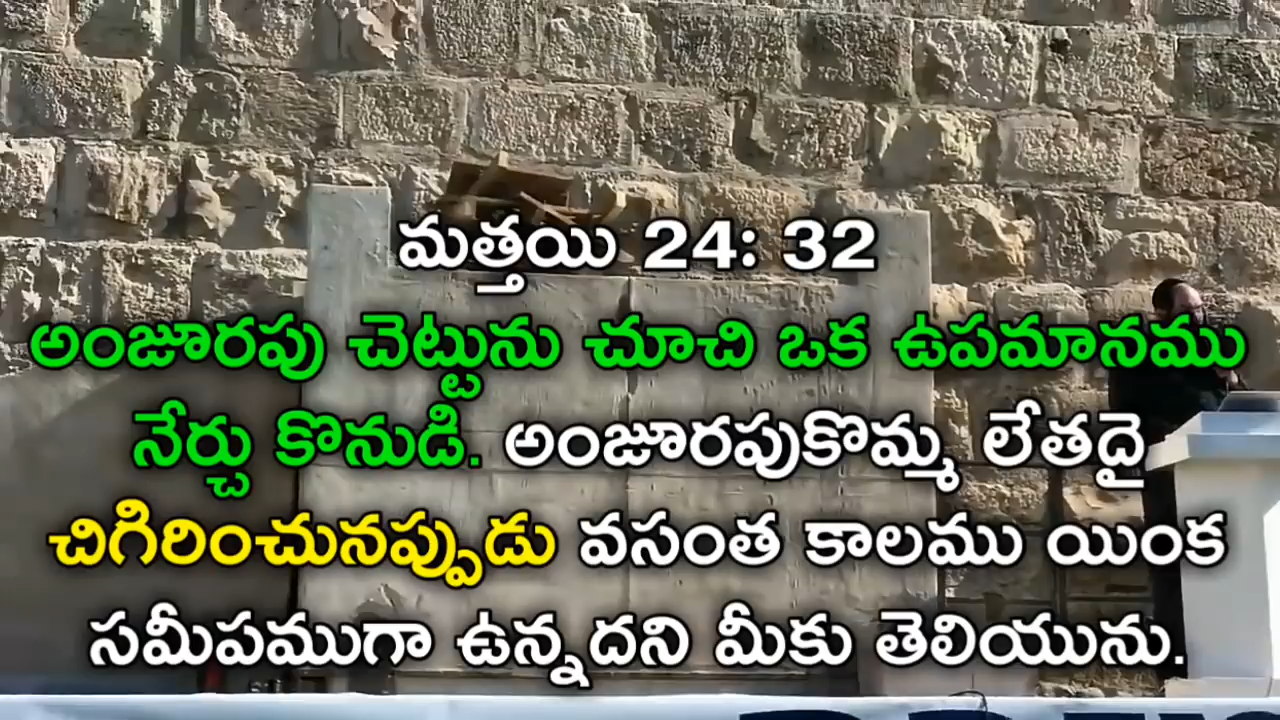 మత్తయి 24: 32
అంజూరపు చెట్టును చూచి ఒక ఉపమానము
నేర్చు కొనుడి. అంజూరపుకొమ్మ లేతదై
చిగిరించునప్పుడు వసంత కాలము యింక
సమీపముగా ఉన్నదని మీకు తెలియును.